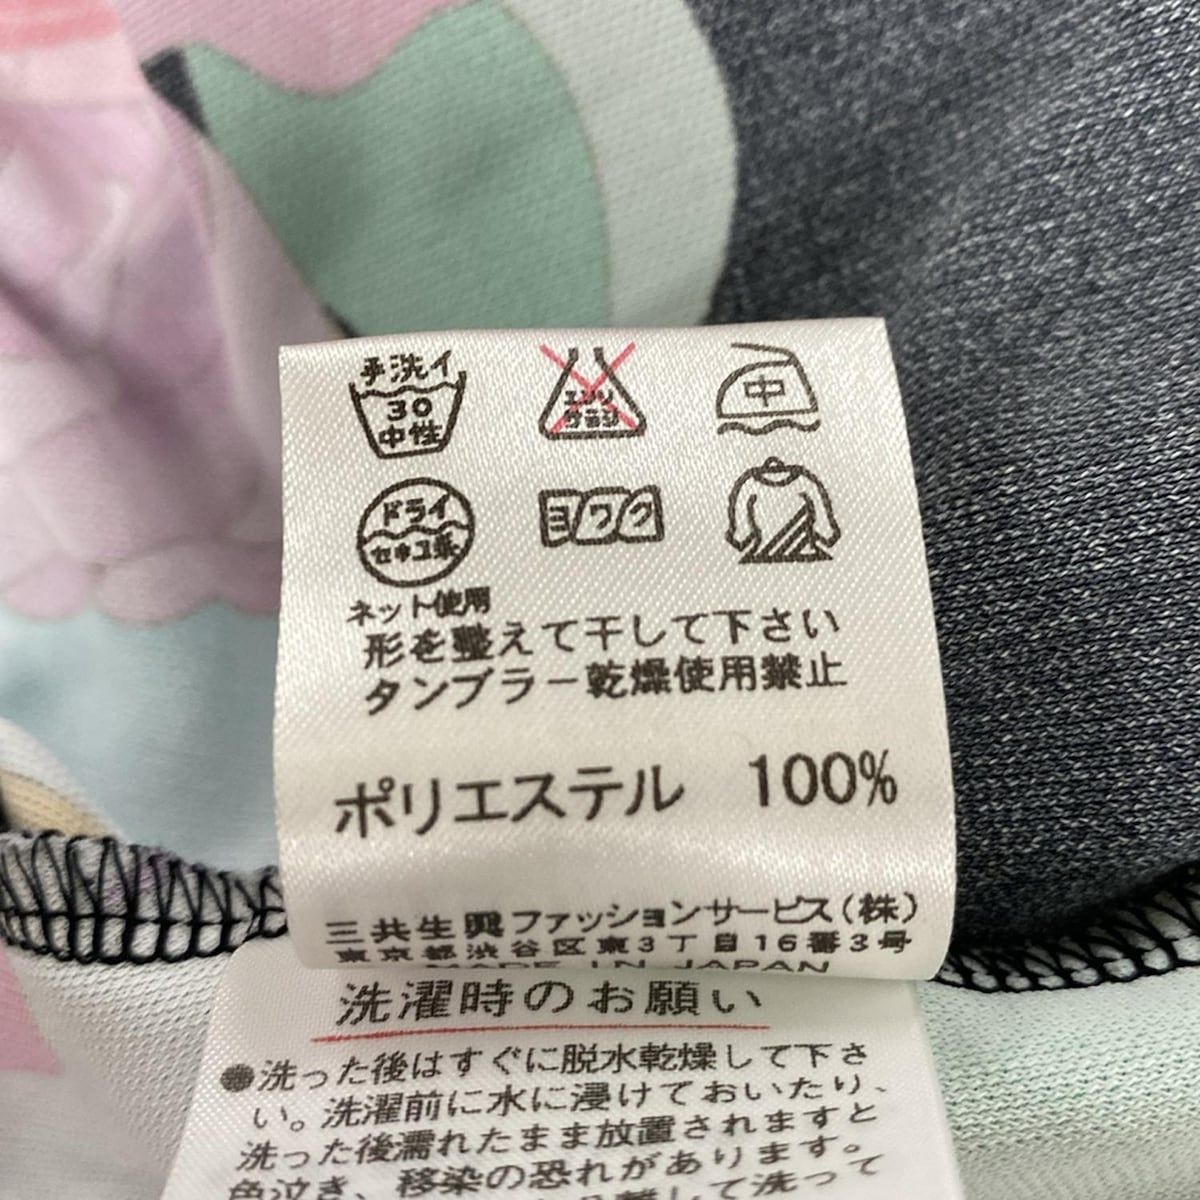 手洗イ
30
中性
エンソ
サラシ
中
ドライ
セキユ系
ヨワク
ネット使用
形を整えて干して下さい
タンブラー乾燥使用禁止
ポリエステル 100%
三共生興ファッションサービス(株)
東京都渋谷区東3丁目16番3号
MADE IN JAPAN
洗濯時のお願い
●洗った後はすぐに脱水乾燥して下さ
い。洗濯前に水に浸けておいたり、
洗った後濡れたまま放置されますと
色泣き、移染の恐れがあります。
して洗って